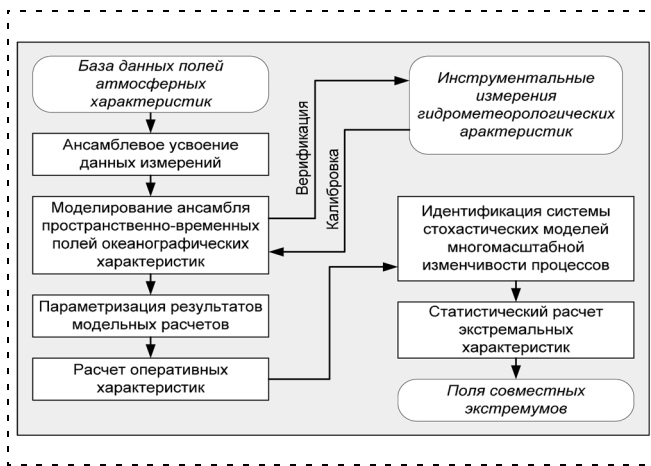 База данных полей
атмосферных
характеристик
Ансамблевое усвоение
данных измерений
Моделирование ансамбля
пространственно-временных
полей океанографических
характеристик
Параметризация результатов
модельных расчетов
Расчет оперативных
характеристик
Верификация
Калибровка
Инструментальные
измерения
гидрометеорологических
арактеристик
Идентификация системы
стохастических моделей
многомасштабной
изменчивости процессов
Статистический расчет
экстремальных
характеристик
Поля совместных
экстремумов